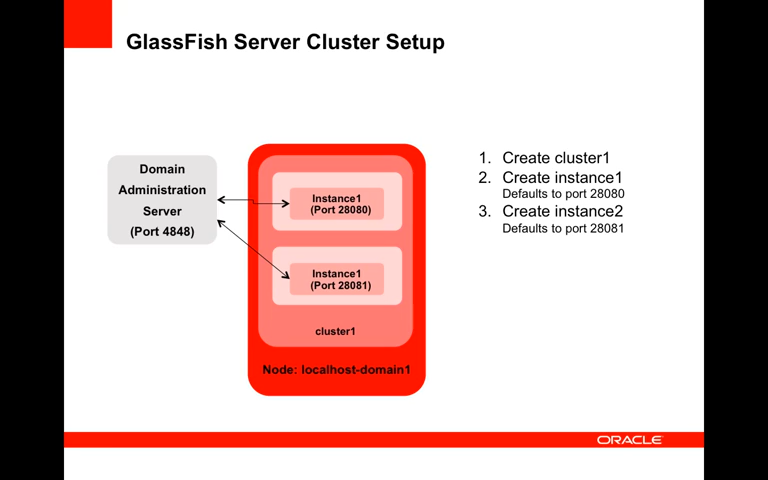 GlassFish Server Cluster Setup
Domain
Administration
Server
(Port 4848)
Instance1
(Port 28080)
Instance1
(Port 28081)
cluster1
Node: localhost-domain1
1. Create cluster1
2. Create instance1
Defaults to port 28080
3. Create instance2
Defaults to port 28081
ORACLE